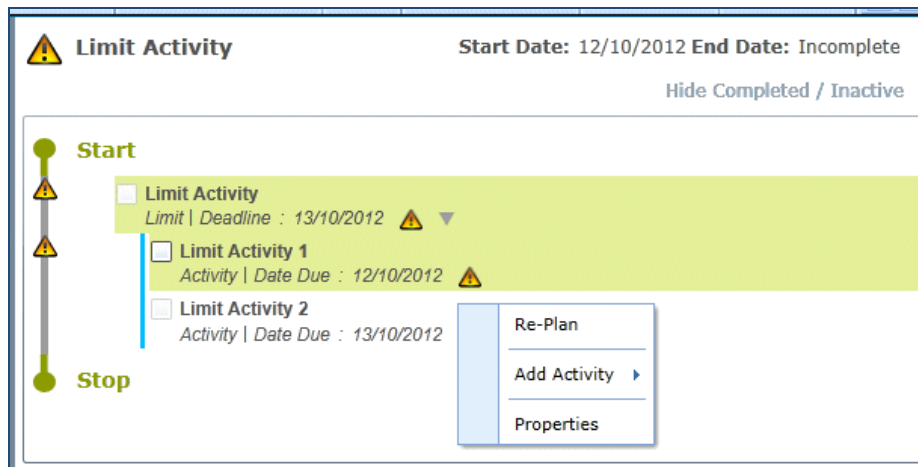 Limit Activity
Start Date: 12/10/2012 End Date: Incomplete
Hide Completed / Inactive
Start
Limit Activity
Limit | Deadline : 13/10/2012
Limit Activity 1
Activity | Date Due : 12/10/2012
Limit Activity 2
Activity | Date Due : 13/10/2012
Re-Plan
Add Activity
Properties
Stop